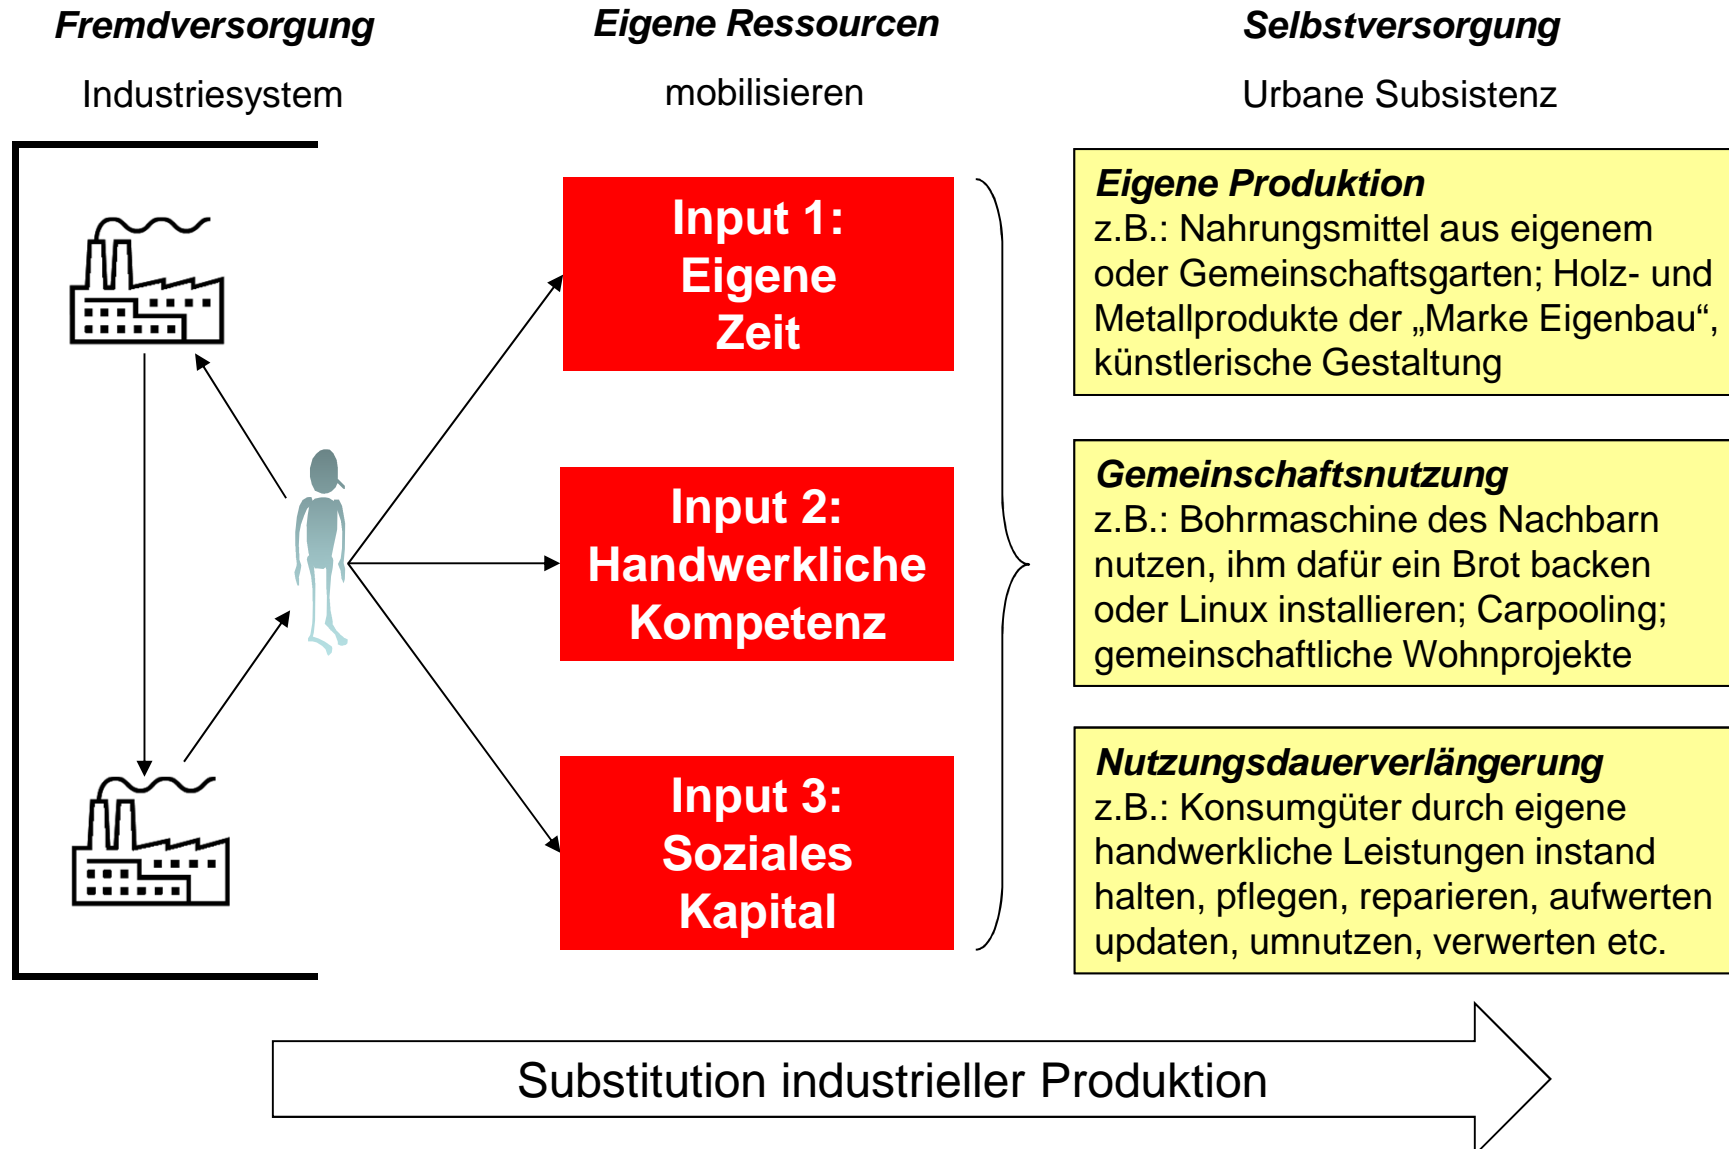 Fremdversorgung
Industriesystem
Eigene Ressourcen
mobilisieren
Selbstversorgung
Urbane Subsistenz
Input 1:
Eigene
Zeit
Input 2:
Handwerkliche
Kompetenz
Input 3:
Soziales
Kapital
Eigene Produktion
z.B.: Nahrungsmittel aus eigenem
oder Gemeinschaftsgarten; Holz- und
Metallprodukte der „Marke Eigenbau“,
künstlerische Gestaltung
Gemeinschaftsnutzung
z.B.: Bohrmaschine des Nachbarn
nutzen, ihm dafür ein Brot backen
oder Linux installieren; Carpooling;
gemeinschaftliche Wohnprojekte
Nutzungsdauerverlängerung
z.B.: Konsumgüter durch eigene
handwerkliche Leistungen instand
halten, pflegen, reparieren, aufwerten
updaten, umnutzen, verwerten etc.
Substitution industrieller Produktion